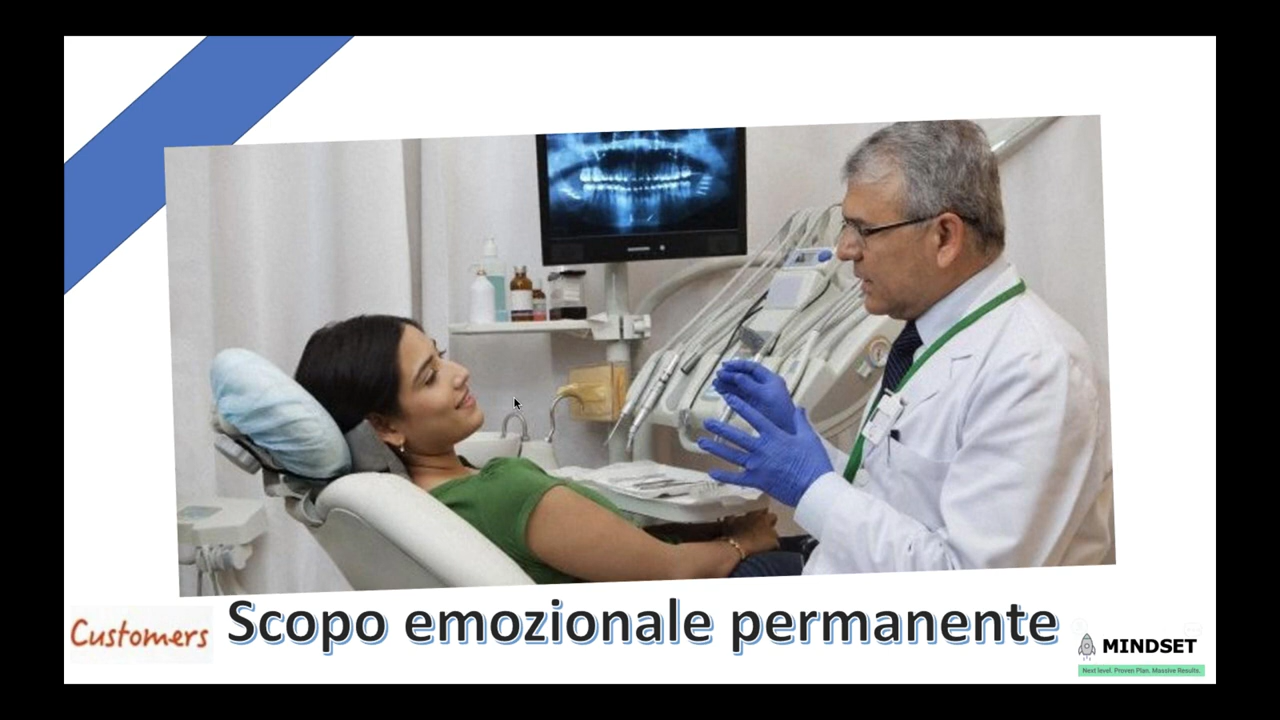 Scopo emozionale permanente
Customers
MINDSET
Next level. Proven Plan. Massive Results.